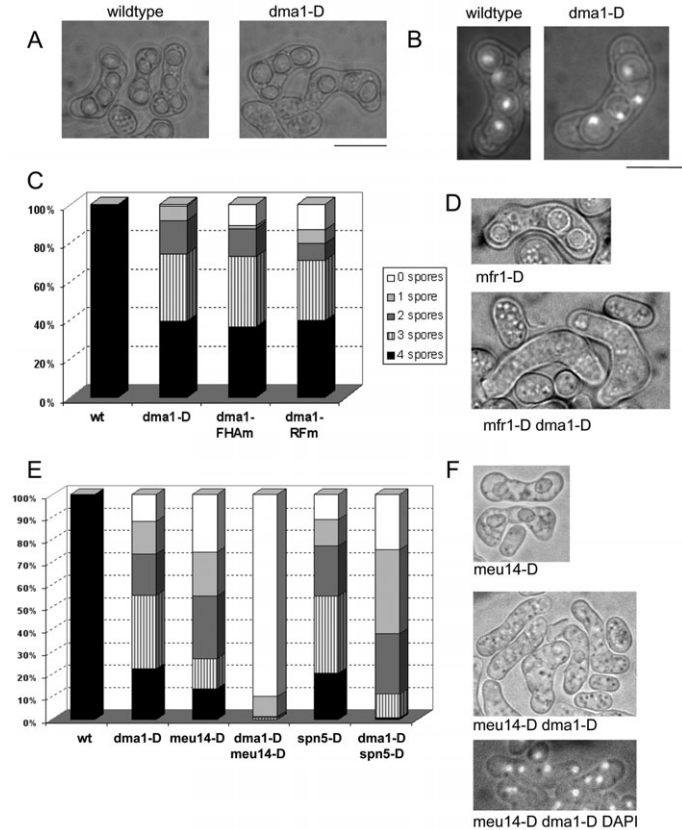 A
wildtype
dma1-D
B
wildtype
dma1-D
C
100%
80%
60%
40%
20%
0%
wt
dma1-D
dma1-
FHAm
dma1-
RFm
0 spores
1 spore
2 spores
3 spores
4 spores
D
mfr1-D
mfr1-D dma1-D
E
100%
90%
80%
70%
60%
50%
40%
30%
20%
10%
0%
wt
dma1-D
meu14-D
dma1-D
meu14-D
spn5-D
dma1-D
spn5-D
F
meu14-D
meu14-D dma1-D
meu14-D dma1-D DAPI